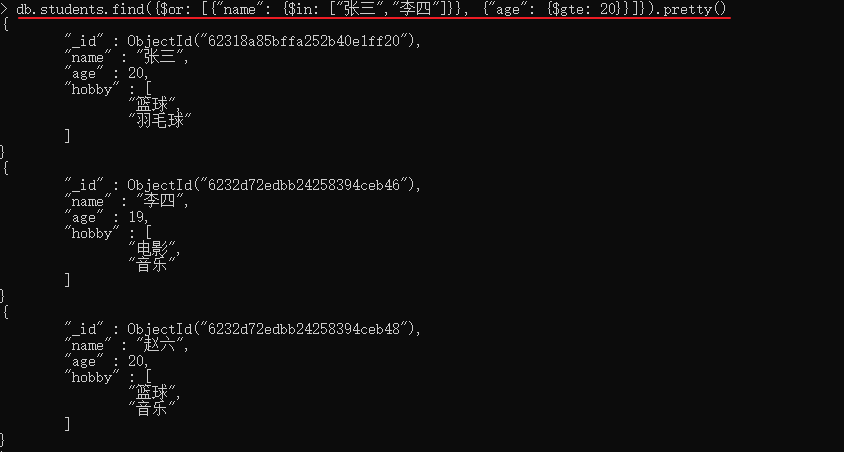 > db.students.find({$or: [{"name": {$in: ["张三","李四"]}}, {"age": {$gte: 20}}]}).pretty()
{
        "_id" : ObjectId("62318a85bffa252b40e1ff20"),
        "name" : "张三",
        "age" : 20,
        "hobby" : [
                "篮球",
                "羽毛球"
        ]
}
{
        "_id" : ObjectId("6232d72edbb24258394ceb46"),
        "name" : "李四",
        "age" : 19,
        "hobby" : [
                "电影",
                "音乐"
        ]
}
{
        "_id" : ObjectId("6232d72edbb24258394ceb48"),
        "name" : "赵六",
        "age" : 20,
        "hobby" : [
                "篮球",
                "音乐"
        ]
}